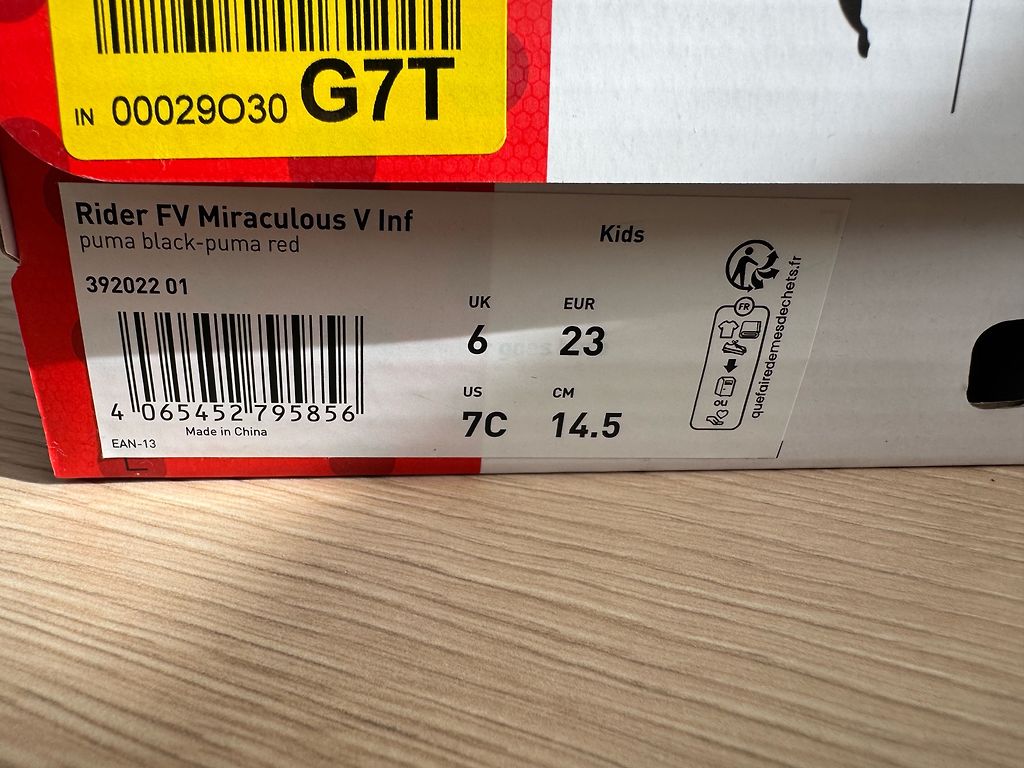 IN 00029O30 G7T
Rider FV Miraculous V Inf
puma black-puma red
Kids
392022 01
UK
6
EUR
23
US
7C
CM
14.5
4 065452 795856
Made in China
EAN-13
FR
OU
quefairedemesdechets.fr